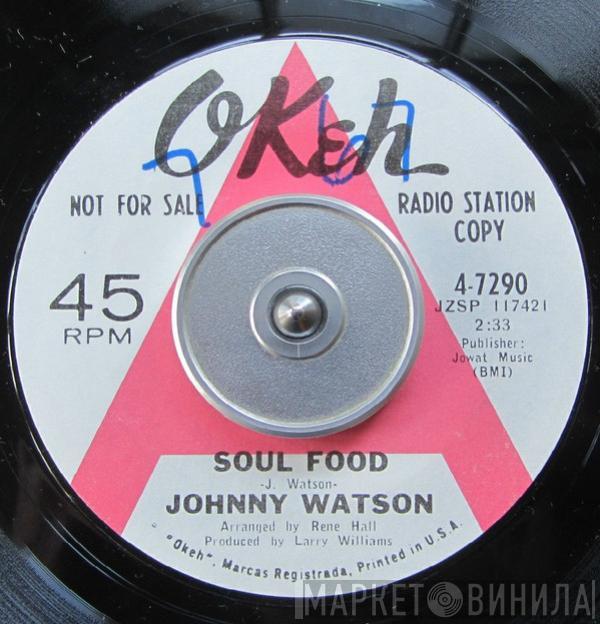 OKeh
7 67
NOT FOR SALE
RADIO STATION
COPY
45
RPM
4-7290
JZSP 117421
2:33
Publisher:
Jowat Music
(BMI)
SOUL FOOD
-J. Watson-
JOHNNY WATSON
Arranged by Rene Hall
Produced by Larry Williams
"Okeh", Marcas Registrada, Printed in U.S.A.
МАРКЕТ ВИНИЛА